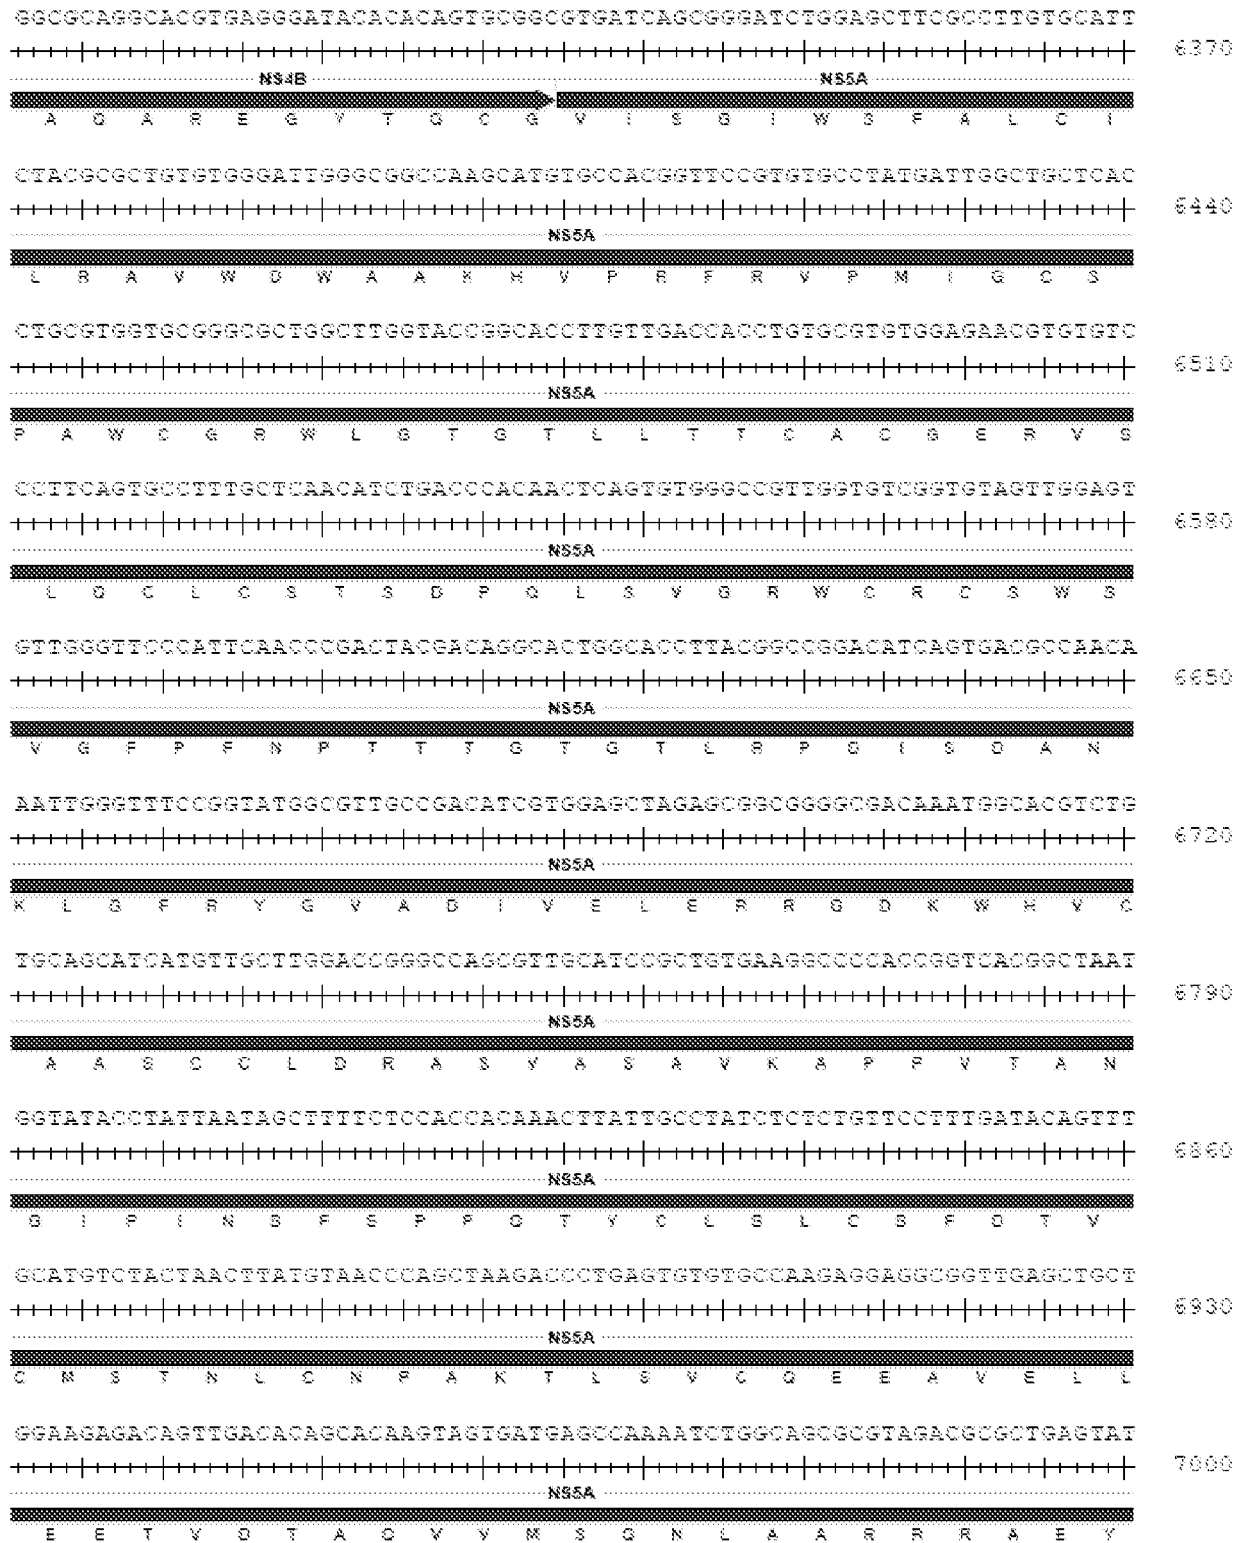 GGCGCAGGCACGTGAGGGATACACACAGTGCGGCGTGATCAGCGGGATCTGGAGCTTCGCCTTGTGCATT
6370
NS4B NS5A
A Q A R E G Y T Q C G V I S G I W S F A L C I
CTACGCGCTGTGTGGGATTGGGCGGCCAAGCATGTGCCACGGTTCCGTGTGCCTATGATTGGCTGCTCAC
6440
NS5A
L R A V W D W A A K H V P R F R V P M I G C S
CTGCGTGGTGCGGGCGCTGGCTTGGTACCGGCACCTTGTTGACCACCTGTGCGTGTGGAGAACGTGTGTC
6510
NS5A
P A W C G R W L G T G T L L T T C A C G E R V S
CCTTCAGTGCCTTTGCTCAACATCTGACCCACAACTCAGTGTGGGCCGTTGGTGTCGGTGTAGTTGGAGT
6580
NS5A
L Q C L C S T S D P Q L S V G R W C R C S W S
GTTGGGTTCCCATTCAACCCGACTACGACAGGCACTGGCACCTTACGGCCGGACATCAGTGACGCCAACA
6650
NS5A
V G F P F N P T T T G T G T L R P D I S D A N
AATTGGGTTTCCGGTATGGCGTTGCCGACATCGTGGAGCTAGAGCGGCGGGGCGACAAATGGCACGTCTG
6720
NS5A
K L G F R Y G V A D I V E L E R R G D K W H V C
TGCAGCATCATGTTGCTTGGACCGGGCCAGCGTTGCATCCGCTGTGAAGGCCCCACCGGTCACGGCTAAT
6790
NS5A
A A S C C L D R A S V A S A V K A P P V T A N
GGTATACCTATTAATAGCTTTTCTCCACCACAAACTTATTGCCTATCTCTCTGTTCCTTTGATACAGTTT
6860
NS5A
G I P I N S F S P P Q T Y C L S L C S F D T V
GCATGTCTACTAACTTATGTAACCCAGCTAAGACCCTGAGTGTGTGCCAAGAGGAGGCGGTTGAGCTGCT
6930
NS5A
C M S T N L C N P A K T L S V C Q E E A V E L L
GGAAGAGACAGTTGACACAGCACAAGTAGTGATGAGCCAAAATCTGGCAGCGCGTAGACGCGCTGAGTAT
7000
NS5A
E E T V D T A Q V V M S Q N L A A R R R A E Y